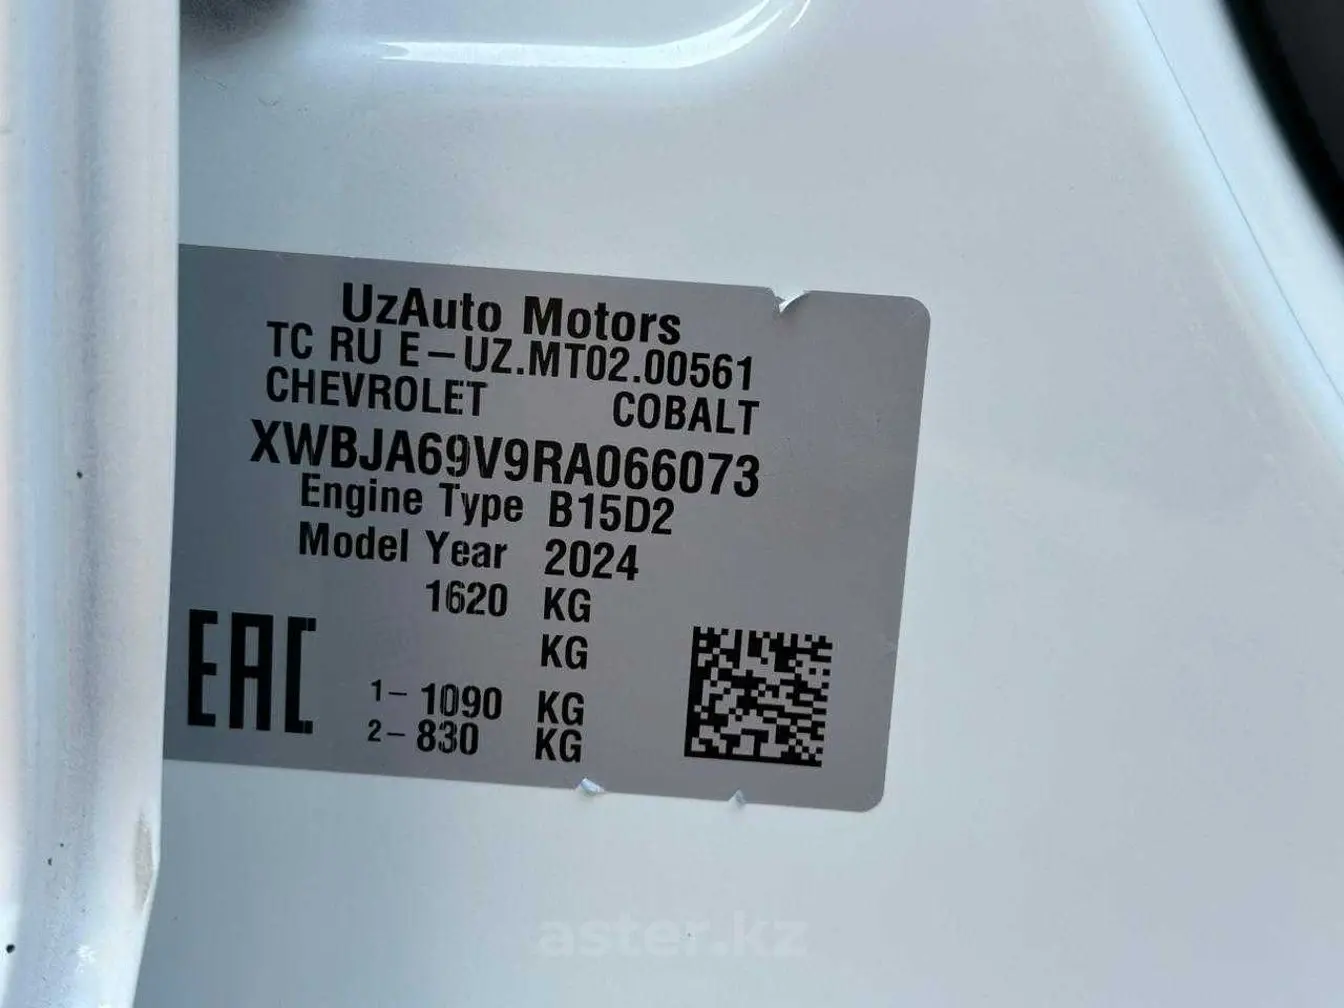 UzAuto Motors
TC RU E-UZ.MT02.00561
CHEVROLET COBALT
XWBJA69V9RA066073
Engine Type B15D2
Model Year 2024
1620 KG
KG
1- 1090 KG
2- 830 KG
EAC
aster.kz